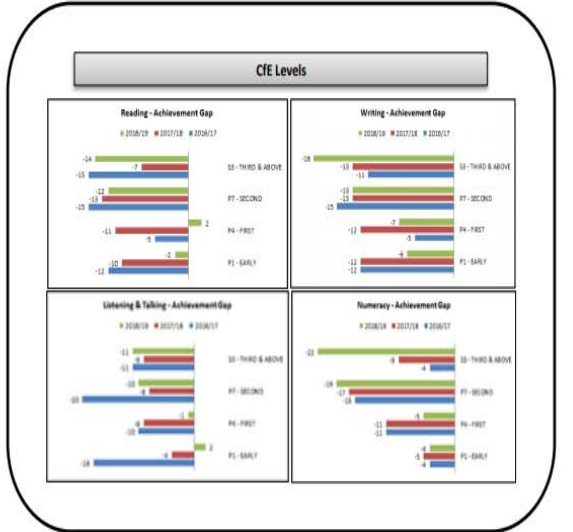 CfE Levels
Reading - Achievement Gap
2018/19 2017/18 2016/17
-14
-7
-15
S3 - THIRD & ABOVE
-12
-13
-15
P7 - SECOND
2
-11
-5
P4 - FIRST
-2
-10
-12
P1 - EARLY
Writing - Achievement Gap
2018/19 2017/18 2016/17
-18
-13
-11
S3 - THIRD & ABOVE
-13
-13
-15
P7 - SECOND
-7
-12
-5
P4 - FIRST
-6
-12
-12
P1 - EARLY
Listening & Talking - Achievement Gap
2018/19 2017/18 2016/17
-11
-11
S3 - THIRD & ABOVE
-10
-20
P7 - SECOND
-1
-10
P4 - FIRST
-18
P1 - EARLY
Numeracy - Achievement Gap
2018/19 2017/18 2016/17
-22
-9
-4
S3 - THIRD & ABOVE
-19
-17
-16
P7 - SECOND
-5
-11
-11
P4 - FIRST
-4
-5
-4
P1 - EARLY